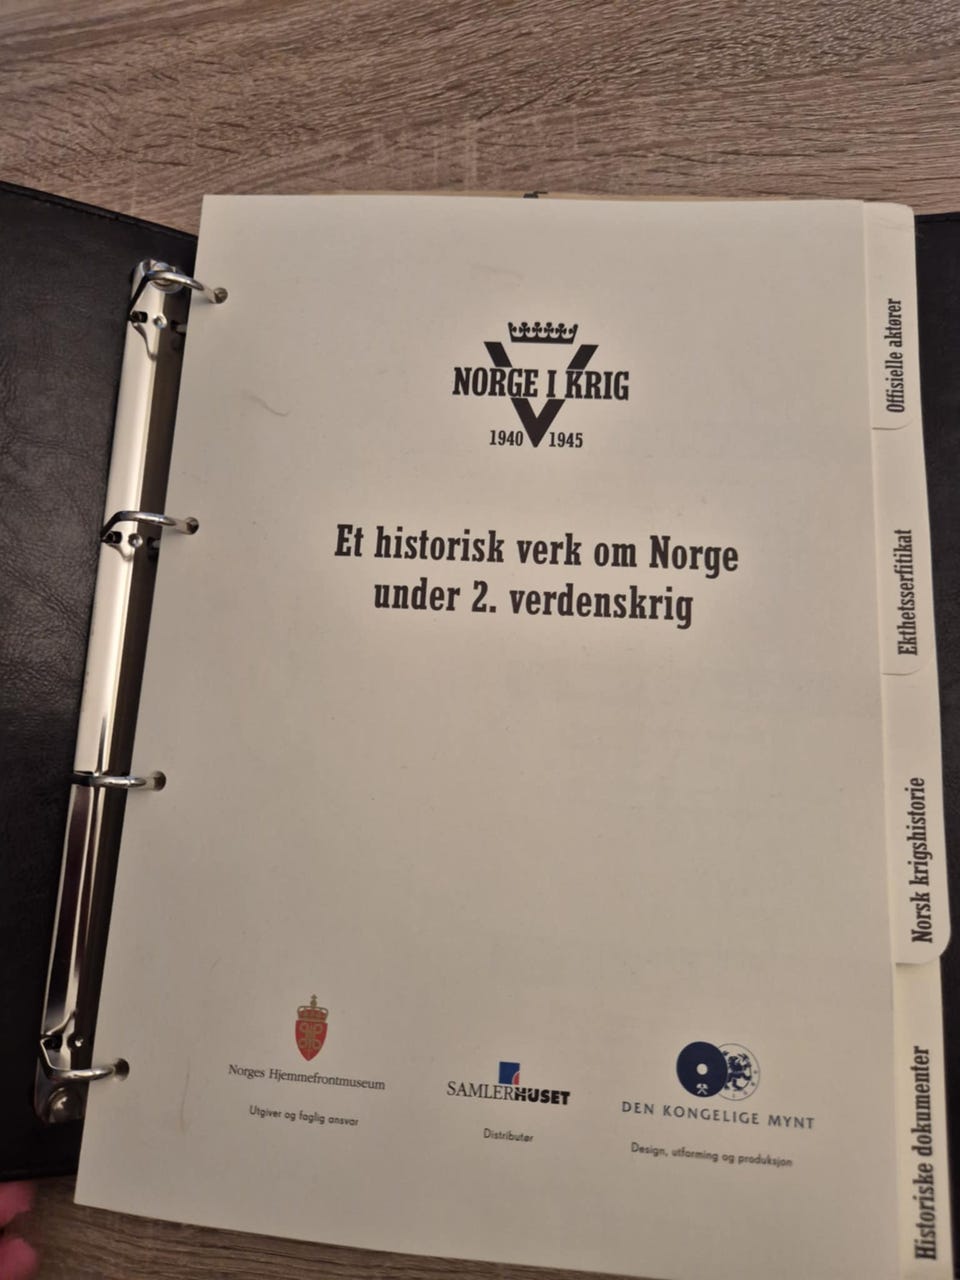 NORGE I KRIG
1940 1945
Et historisk verk om Norge
under 2. verdenskrig
Norges Hjemmefrontmuseum
Utgiver og faglig ansvar
SAMLERHUSET
Distributør
DEN KONGELIGE MYNT
Design, utforming og produksjon
Offisielle aktører
Ekthetsserfitikat
Norsk krigshistorie
Historiske dokumenter